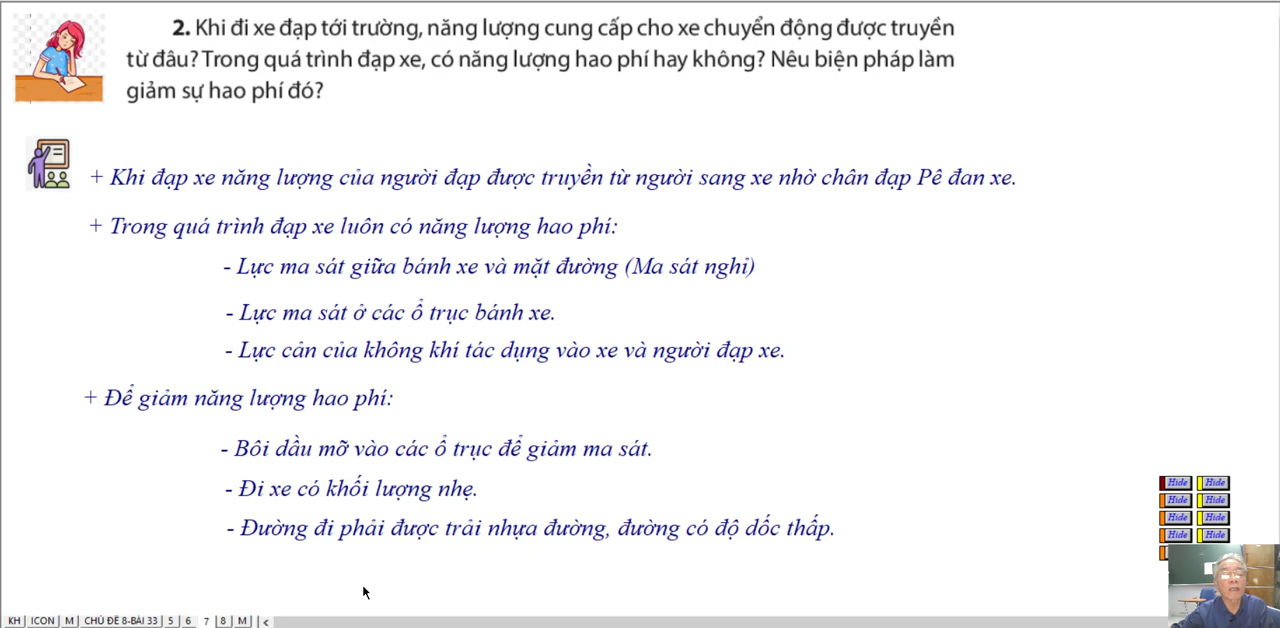 2. Khi đi xe đạp tới trường, năng lượng cung cấp cho xe chuyển động được truyền
từ đâu? Trong quá trình đạp xe, có năng lượng hao phí hay không? Nêu biện pháp làm
giảm sự hao phí đó?
+ Khi đạp xe năng lượng của người đạp được truyền từ người sang xe nhờ chân đạp Pê đan xe.
+ Trong quá trình đạp xe luôn có năng lượng hao phí:
- Lực ma sát giữa bánh xe và mặt đường (Ma sát nghỉ)
- Lực ma sát ở các ổ trục bánh xe.
- Lực cản của không khí tác dụng vào xe và người đạp xe.
+ Để giảm năng lượng hao phí:
- Bôi dầu mỡ vào các ổ trục để giảm ma sát.
- Đi xe có khối lượng nhẹ.
- Đường đi phải được trải nhựa đường, đường có độ dốc thấp.
Hide Hide
Hide Hide
Hide Hide
Hide Hide
KH ICON M CHỦ ĐỀ 8-BÀI 33 5 6 7 8 M